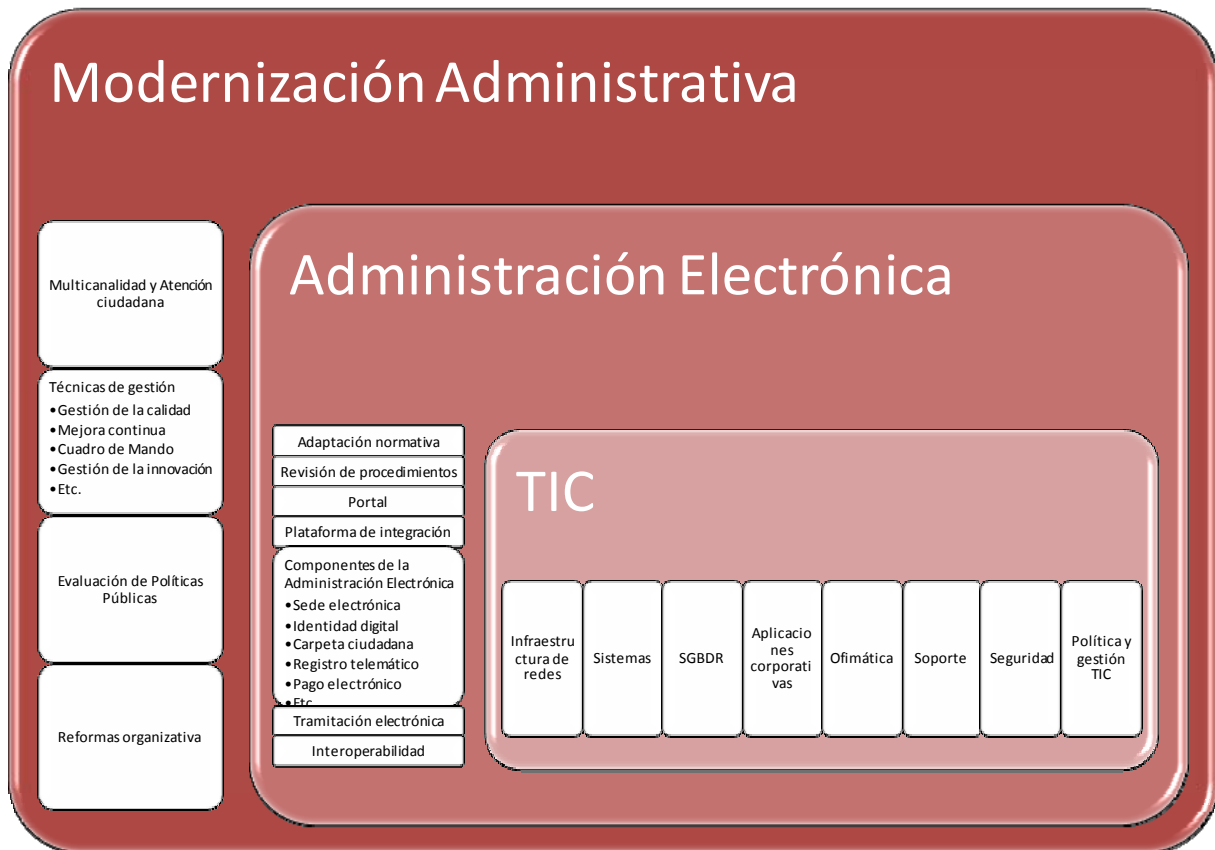 Modernización Administrativa
Multicanalidad y Atención
ciudadana
Técnicas de gestión
•Gestión de la calidad
•Mejora continua
•Cuadro de Mando
•Gestión de la innovación
•Etc.
Evaluación de Políticas
Públicas
Reformas organizativa
Administración Electrónica
Adaptación normativa
Revisión de procedimientos
Portal
Plataforma de integración
Componentes de la
Administración Electrónica
•Sede electrónica
•Identidad digital
•Carpeta ciudadana
•Registro telemático
•Pago electrónico
•Etc
Tramitación electrónica
Interoperabilidad
TIC
Infraestru
ctura de
redes
Sistemas
SGBDR
Aplicacio
nes
corporati
vas
Ofimática
Soporte
Seguridad
Política y
gestión
TIC